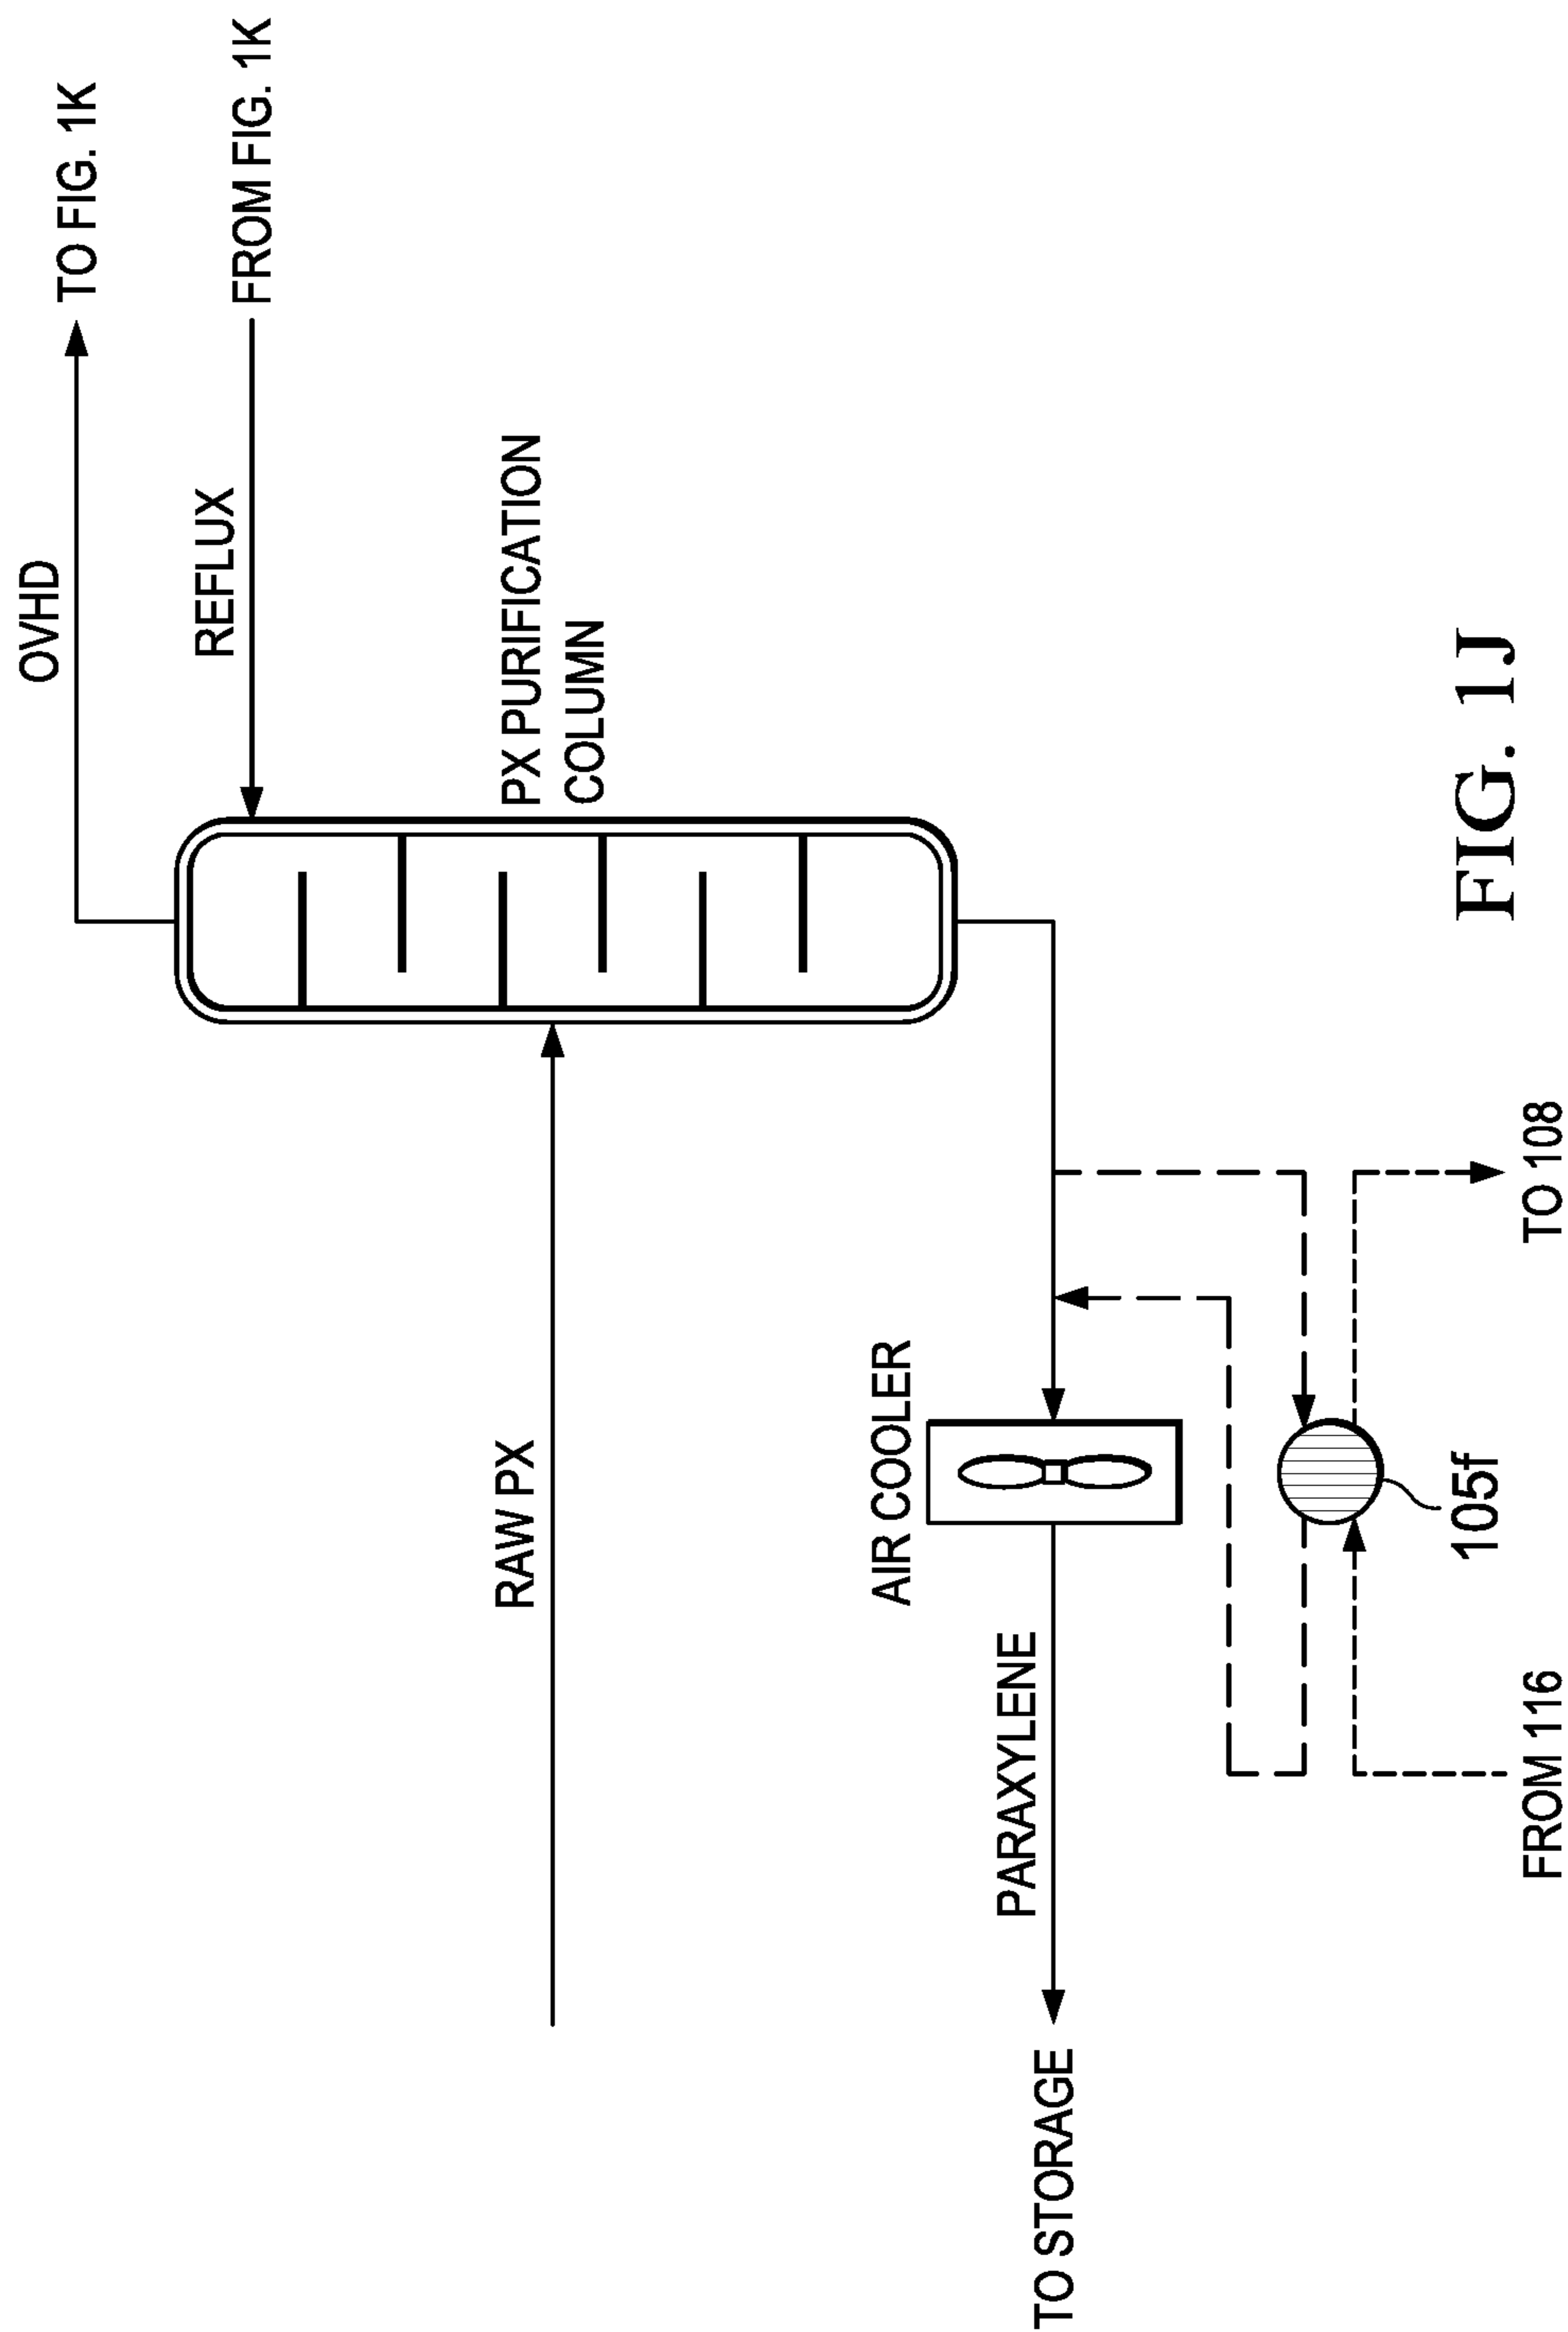 OVHD
TO FIG. 1K
REFLUX
FROM FIG. 1K
PX PURIFICATION
COLUMN
RAW PX
AIR COOLER
PARAXYLENE
TO STORAGE
105f
FROM 116
TO 108
FIG. 1J